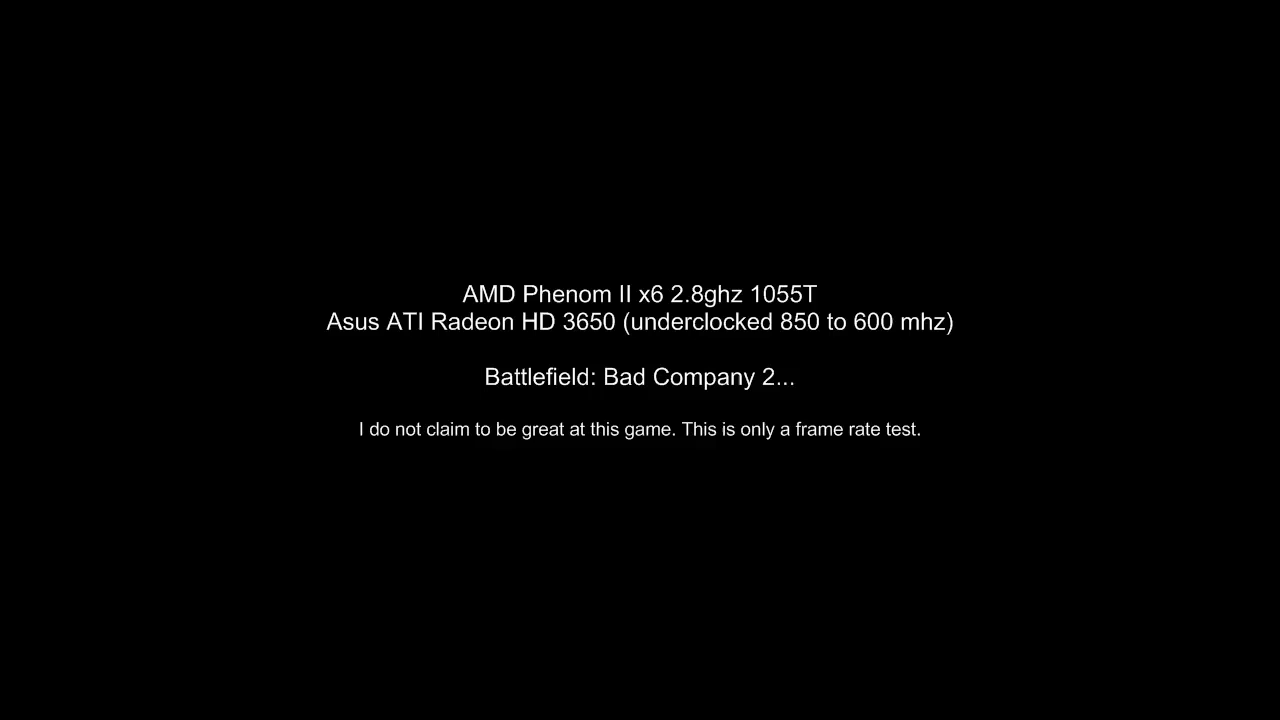 AMD Phenom II x6 2.8ghz 1055T
Asus ATI Radeon HD 3650 (underclocked 850 to 600 mhz)
Battlefield: Bad Company 2...
I do not claim to be great at this game. This is only a frame rate test.